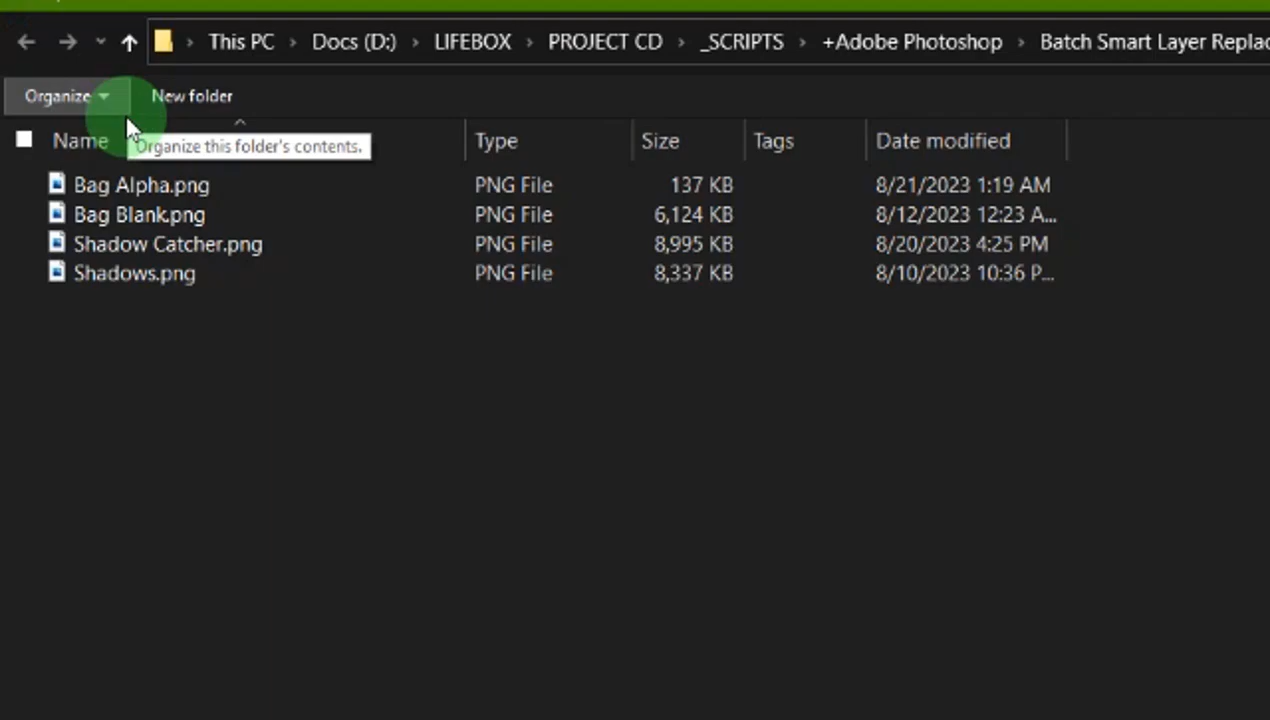 This PC > Docs (D:) > LIFEBOX > PROJECT CD > _SCRIPTS > +Adobe Photoshop > Batch Smart Layer Replac
Organize New folder
Organize this folder's contents.
Name Type Size Tags Date modified
Bag Alpha.png PNG File 137 KB 8/21/2023 1:19 AM
Bag Blank.png PNG File 6,124 KB 8/12/2023 12:23 A...
Shadow Catcher.png PNG File 8,995 KB 8/20/2023 4:25 PM
Shadows.png PNG File 8,337 KB 8/10/2023 10:36 P...